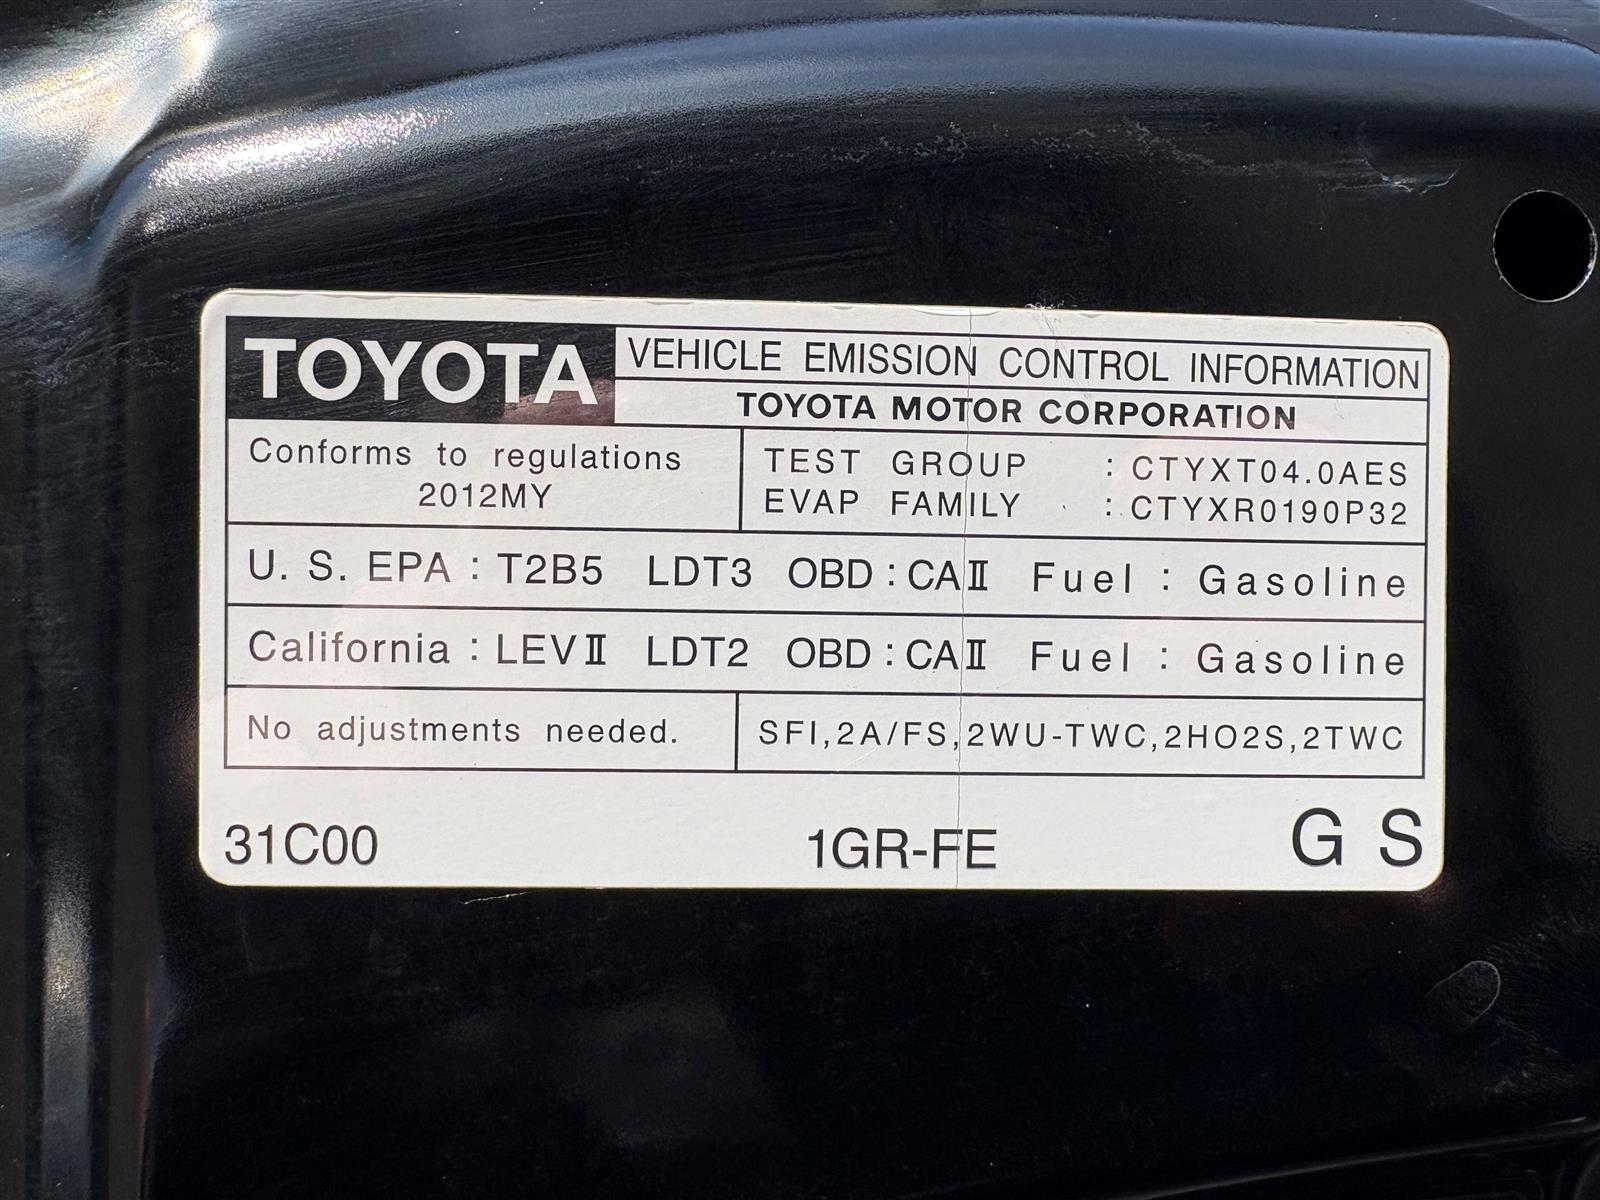 TOYOTA
VEHICLE EMISSION CONTROL INFORMATION
TOYOTA MOTOR CORPORATION
Conforms to regulations
2012MY
TEST GROUP : CTYXT04.0AES
EVAP FAMILY : CTYXR0190P32
U. S. EPA : T2B5 LDT3 OBD : CAⅡ Fuel : Gasoline
California : LEVⅡ LDT2 OBD : CAⅡ Fuel : Gasoline
No adjustments needed.
SFI,2A/FS,2WU-TWC,2HO2S,2TWC
31C00 1GR-FE G S